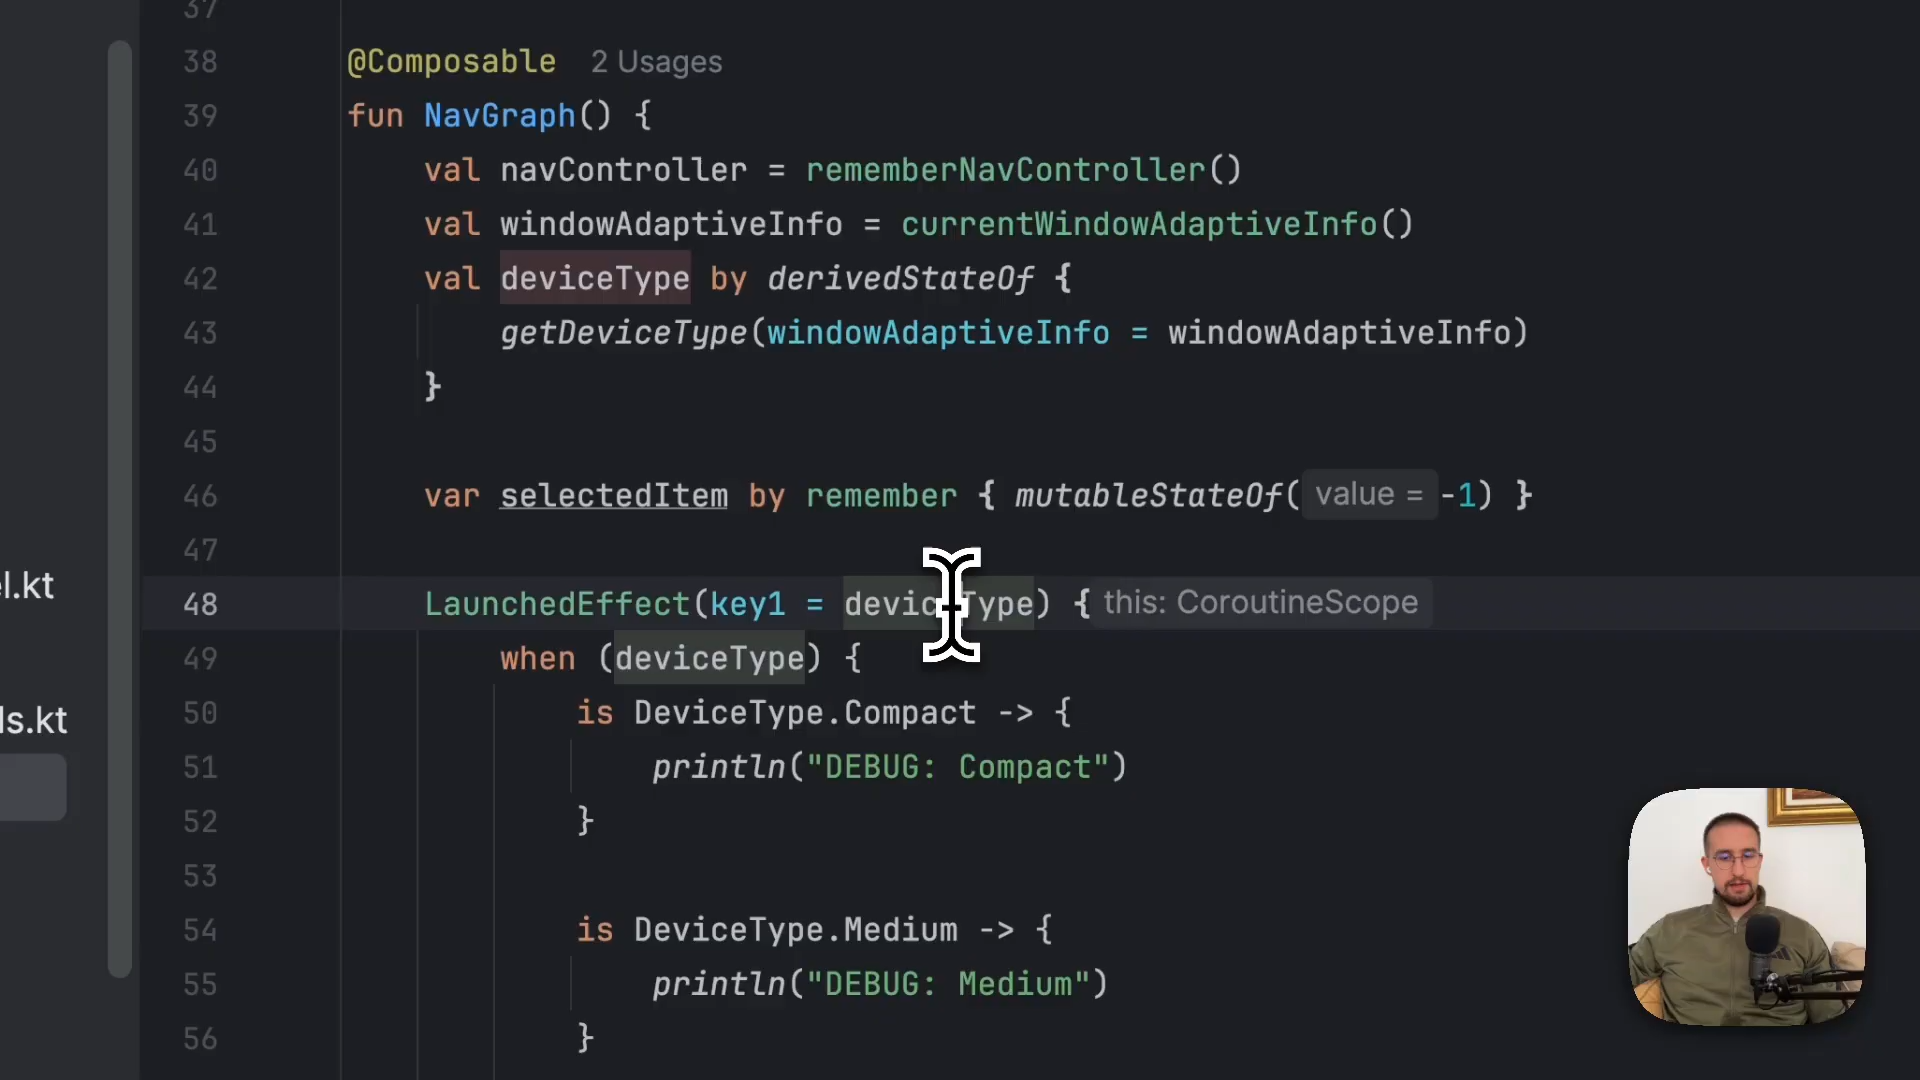 37
38 @Composable 2 Usages
39 fun NavGraph() {
40 val navController = rememberNavController()
41 val windowAdaptiveInfo = currentWindowAdaptiveInfo()
42 val deviceType by derivedStateOf {
43 getDeviceType(windowAdaptiveInfo = windowAdaptiveInfo)
44 }
45
46 var selectedItem by remember { mutableStateOf( value = -1) }
47
48 LaunchedEffect(key1 = deviceType) { this: CoroutineScope
49 when (deviceType) {
50 is DeviceType.Compact -> {
51 println("DEBUG: Compact")
52 }
53
54 is DeviceType.Medium -> {
55 println("DEBUG: Medium")
56 }
l.kt
ls.kt